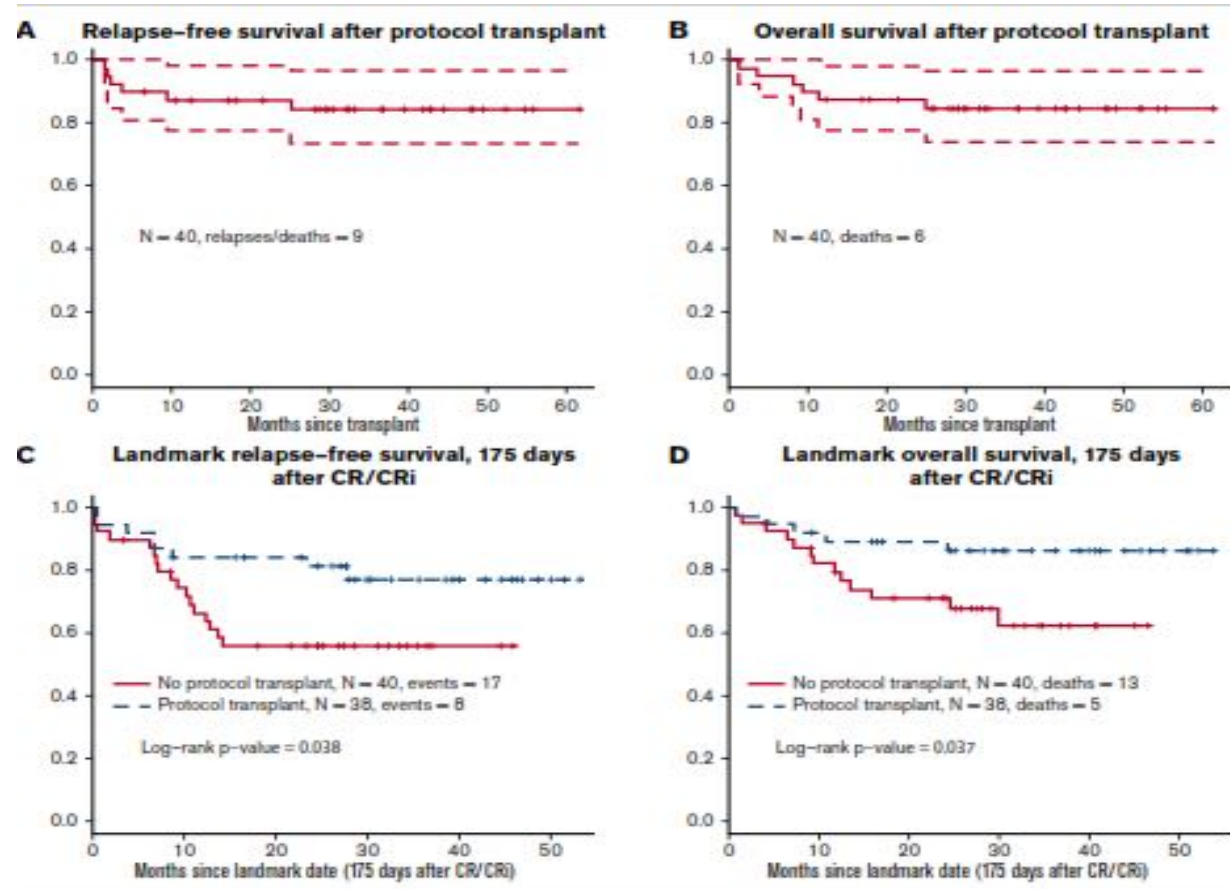 A Relapse–free survival after protocol transplant
1.0
0.8
0.6
0.4
0.2
0.0
N = 40, relapses/deaths = 9
0 10 20 30 40 50 60
Months since transplant
B Overall survival after protcool transplant
1.0
0.8
0.6
0.4
0.2
0.0
N = 40, deaths = 6
0 10 20 30 40 50 60
Months since transplant
C Landmark relapse–free survival, 175 days
after CR/CRi
1.0
0.8
0.6
0.4
0.2
0.0
No protocol transplant, N = 40, events = 17
Protocol transplant, N = 38, events = 8
Log–rank p–value = 0.038
0 10 20 30 40 50
Months since landmark date (175 days after CR/CRi)
D Landmark overall survival, 175 days
after CR/CRi
1.0
0.8
0.6
0.4
0.2
0.0
No protocol transplant, N = 40, deaths = 13
Protocol transplant, N = 38, deaths = 5
Log–rank p–value = 0.037
0 10 20 30 40 50
Months since landmark date (175 days after CR/CRi)